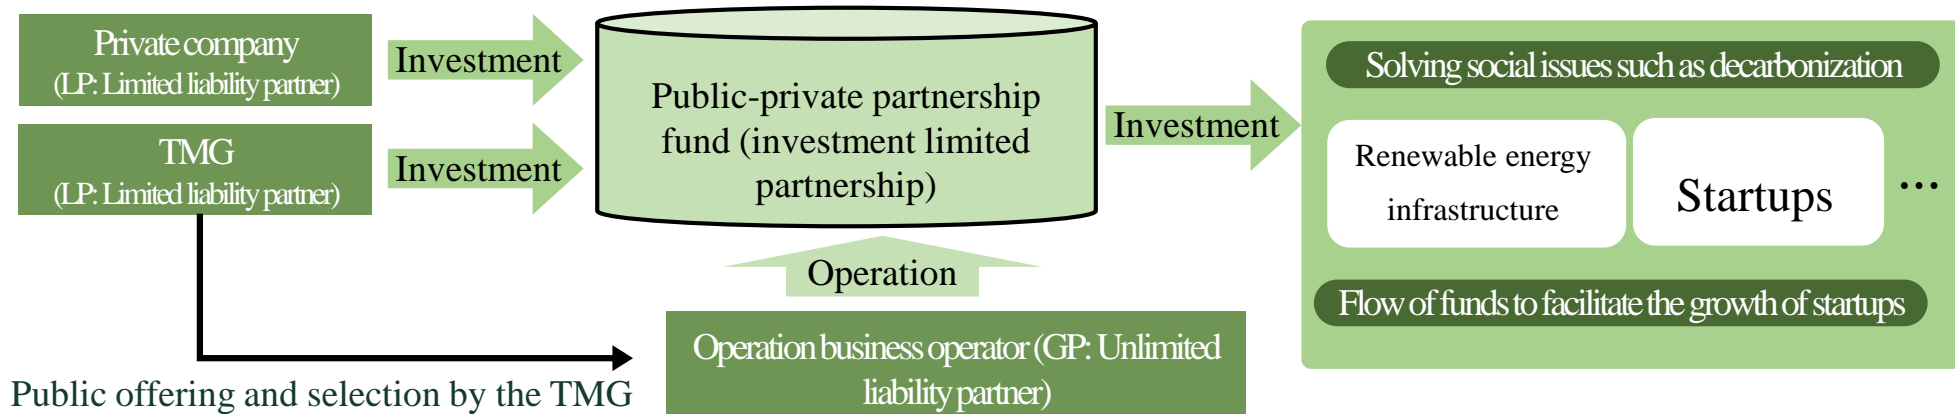 Private company
(LP: Limited liability partner)
Investment
TMG
(LP: Limited liability partner)
Investment
Public-private partnership
fund (investment limited
partnership)
Investment
Solving social issues such as decarbonization
Renewable energy
infrastructure
Startups
...
Flow of funds to facilitate the growth of startups
Operation
Operation business operator (GP: Unlimited
liability partner)
Public offering and selection by the TMG